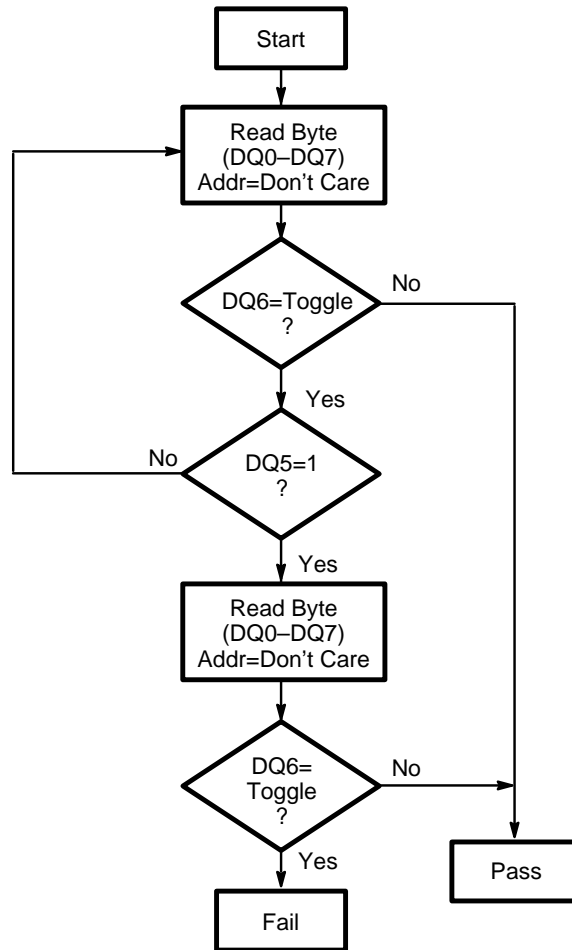 Start
Read Byte
(DQ0–DQ7)
Addr=Don't Care
DQ6=Toggle
?
No
Yes
No
DQ5=1
?
Yes
Read Byte
(DQ0–DQ7)
Addr=Don't Care
DQ6=
Toggle
?
No
Yes
Pass
Fail